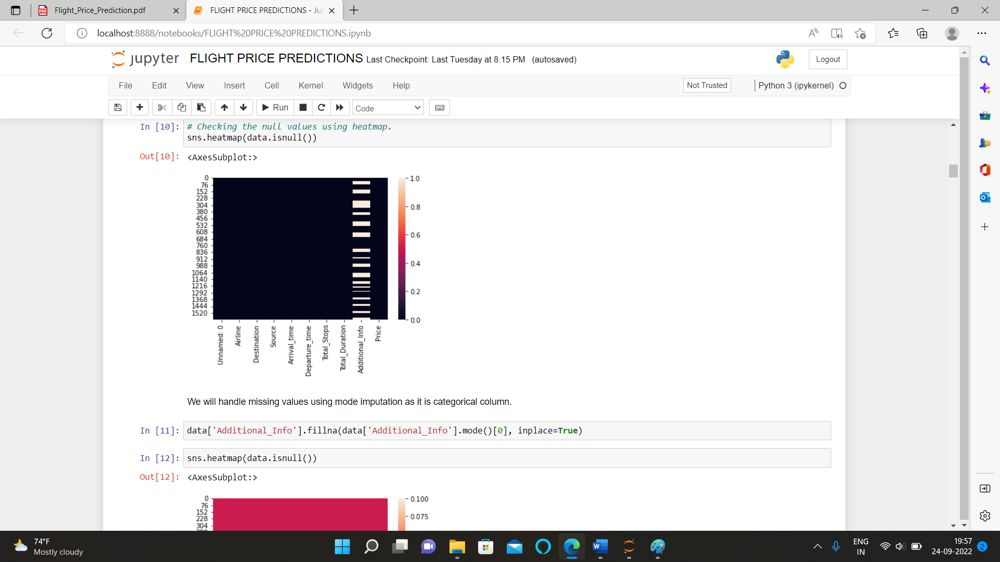 Flight_Price_Prediction.pdf
FLIGHT PRICE PREDICTIONS - Ju
localhost:8888/notebooks/FLIGHT%20PRICE%20PREDICTIONS.ipynb
jupyter FLIGHT PRICE PREDICTIONS Last Checkpoint: Last Tuesday at 8:15 PM (autosaved)
Logout
File Edit View Insert Cell Kernel Widgets Help
Not Trusted
Python 3 (ipykernel)
Run
Code
In [10]: # Checking the null values using heatmap.
sns.heatmap(data.isnull())
Out[10]: <AxesSubplot:>
0
76
152
228
304
380
456
532
608
684
760
836
912
988
1064
1140
1216
1292
1368
1444
1520
1.0
0.8
0.6
0.4
0.2
0.0
Unnamed: 0
Airline
Destination
Source
Arrival_time
Departure_time
Total_Stops
Total_Duration
Additional_Info
Price
We will handle missing values using mode imputation as it is categorical column.
In [11]: data['Additional_Info'].fillna(data['Additional_Info'].mode()[0], inplace=True)
In [12]: sns.heatmap(data.isnull())
Out[12]: <AxesSubplot:>
0
76
152
228
304
0.100
0.075
74°F
Mostly cloudy
ENG
IN
19:57
24-09-2022
2